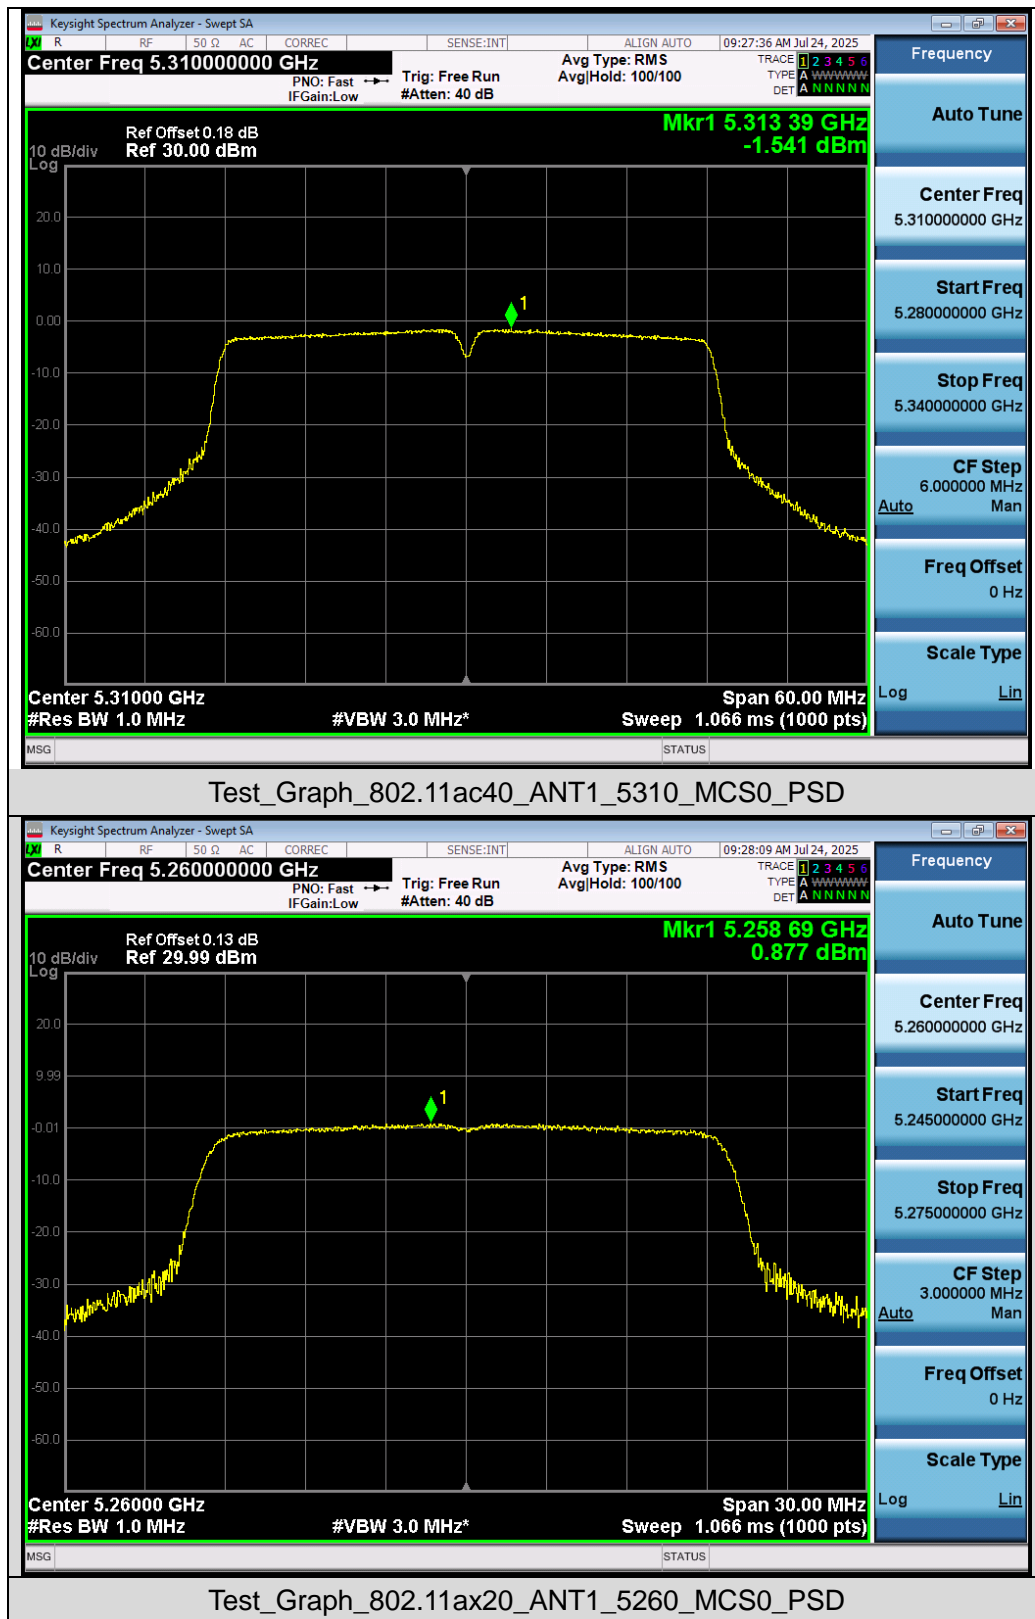 Keysight Spectrum Analyzer - Swept SA
LXI R RF 50 Ω AC CORREC SENSE:INT ALIGN AUTO 09:27:36 AM Jul 24, 2025
Center Freq 5.310000000 GHz
PNO: Fast
IFGain:Low
Trig: Free Run
#Atten: 40 dB
Avg Type: RMS
Avg|Hold: 100/100
TRACE 1 2 3 4 5 6
TYPE A WWWWW
DET A N N N N N
Ref Offset 0.18 dB
10 dB/div Ref 30.00 dBm
Log
Mkr1 5.313 39 GHz
-1.541 dBm
20.0
10.0
0.00
-10.0
-20.0
-30.0
-40.0
-50.0
-60.0
1
Center 5.31000 GHz
Span 60.00 MHz
#Res BW 1.0 MHz
#VBW 3.0 MHz*
Sweep 1.066 ms (1000 pts)
MSG
STATUS
Frequency
Auto Tune
Center Freq
5.310000000 GHz
Start Freq
5.280000000 GHz
Stop Freq
5.340000000 GHz
CF Step
6.000000 MHz
Auto Man
Freq Offset
0 Hz
Scale Type
Log Lin
Test_Graph_802.11ac40_ANT1_5310_MCS0_PSD
Keysight Spectrum Analyzer - Swept SA
LXI R RF 50 Ω AC CORREC SENSE:INT ALIGN AUTO 09:28:09 AM Jul 24, 2025
Center Freq 5.260000000 GHz
PNO: Fast
IFGain:Low
Trig: Free Run
#Atten: 40 dB
Avg Type: RMS
Avg|Hold: 100/100
TRACE 1 2 3 4 5 6
TYPE A WWWWW
DET A N N N N N
Ref Offset 0.13 dB
10 dB/div Ref 29.99 dBm
Log
Mkr1 5.258 69 GHz
0.877 dBm
20.0
9.99
-0.01
-10.0
-20.0
-30.0
-40.0
-50.0
-60.0
1
Center 5.26000 GHz
Span 30.00 MHz
#Res BW 1.0 MHz
#VBW 3.0 MHz*
Sweep 1.066 ms (1000 pts)
MSG
STATUS
Frequency
Auto Tune
Center Freq
5.260000000 GHz
Start Freq
5.245000000 GHz
Stop Freq
5.275000000 GHz
CF Step
3.000000 MHz
Auto Man
Freq Offset
0 Hz
Scale Type
Log Lin
Test_Graph_802.11ax20_ANT1_5260_MCS0_PSD